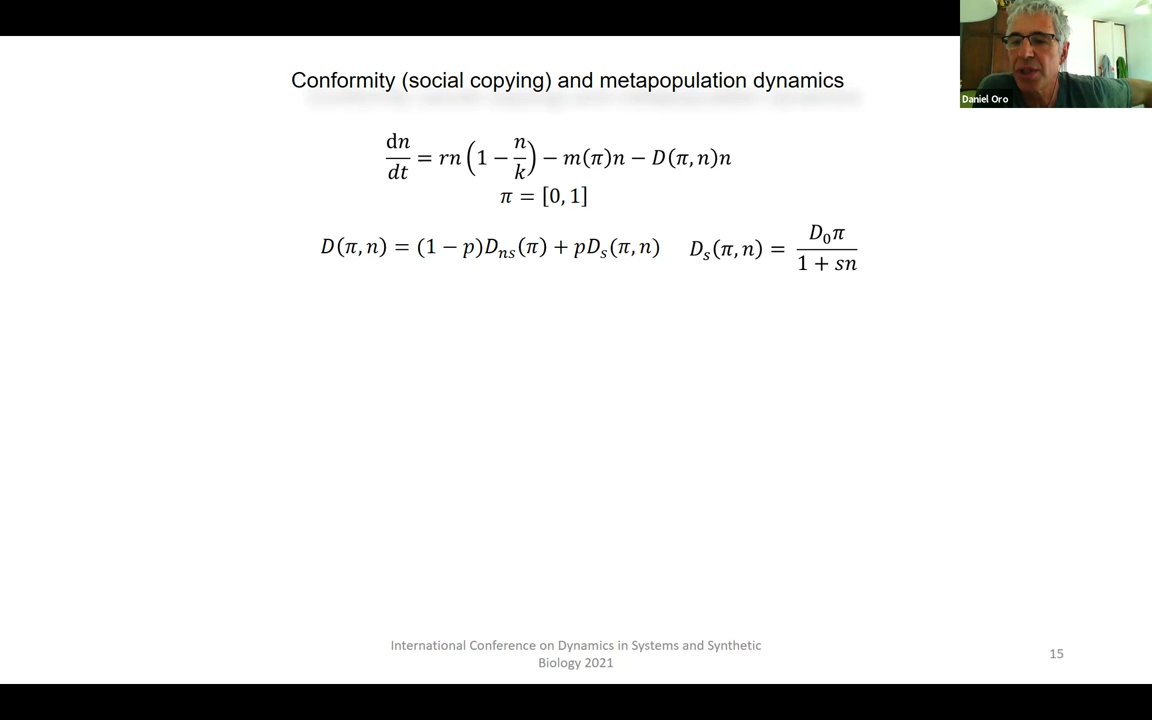 Daniel Oro
Conformity (social copying) and metapopulation dynamics
dn/dt = rn(1 − n/k) − m(π)n − D(π, n)n
π = [0, 1]
D(π, n) = (1 − p)Dₙₛ(π) + pDₛ(π, n) Dₛ(π, n) = D₀π / (1 + sn)
International Conference on Dynamics in Systems and Synthetic
Biology 2021
15